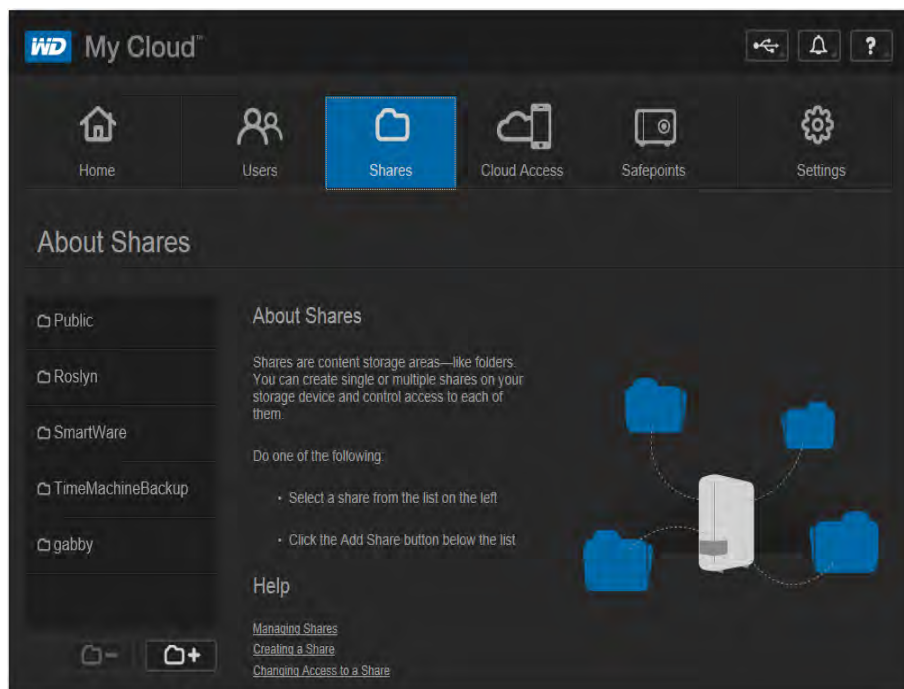 WD My Cloud™
?
Home Users Shares Cloud Access Safepoints Settings
About Shares
Public
Roslyn
SmartWare
TimeMachineBackup
gabby
About Shares
Shares are content storage areas—like folders.
You can create single or multiple shares on your
storage device and control access to each of
them.
Do one of the following:
• Select a share from the list on the left
• Click the Add Share button below the list
Help
Managing Shares
Creating a Share
Changing Access to a Share